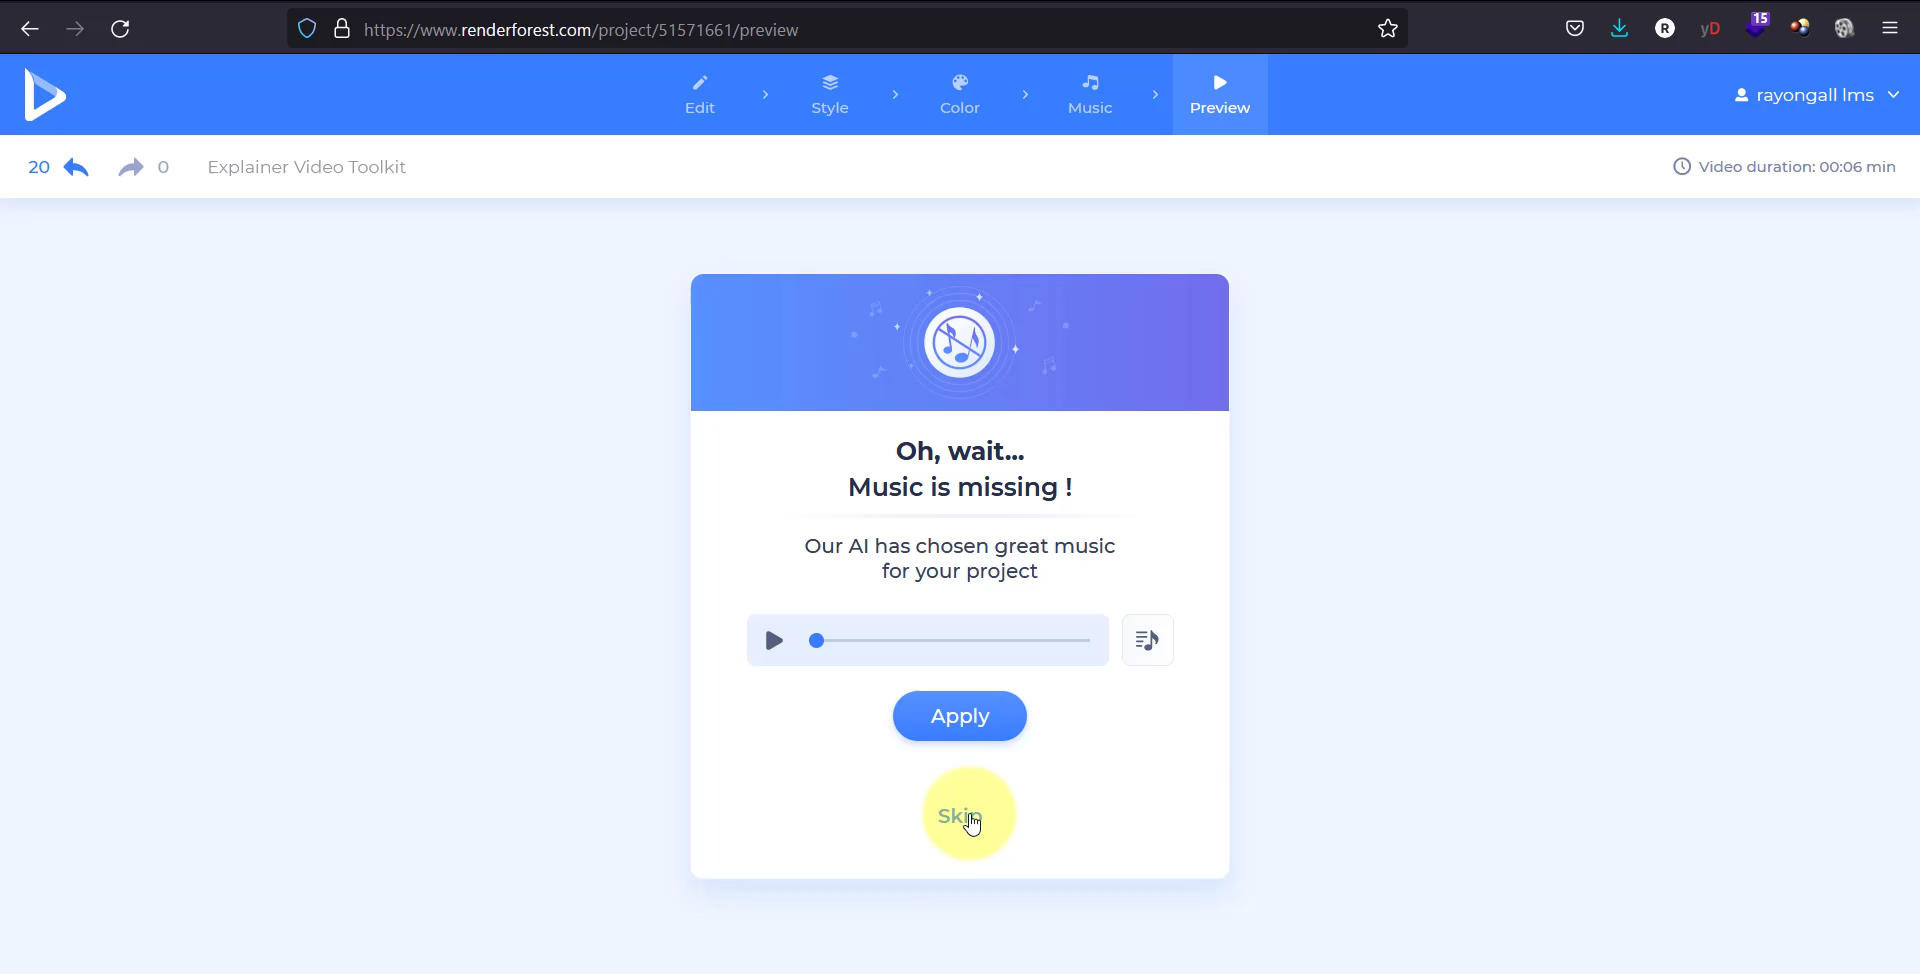 https://www.renderforest.com/project/51571661/preview
R
yD
15
Edit
Style
Color
Music
Preview
rayongall lms
20
0
Explainer Video Toolkit
Video duration: 00:06 min
Oh, wait...
Music is missing !
Our AI has chosen great music
for your project
Apply
Skip